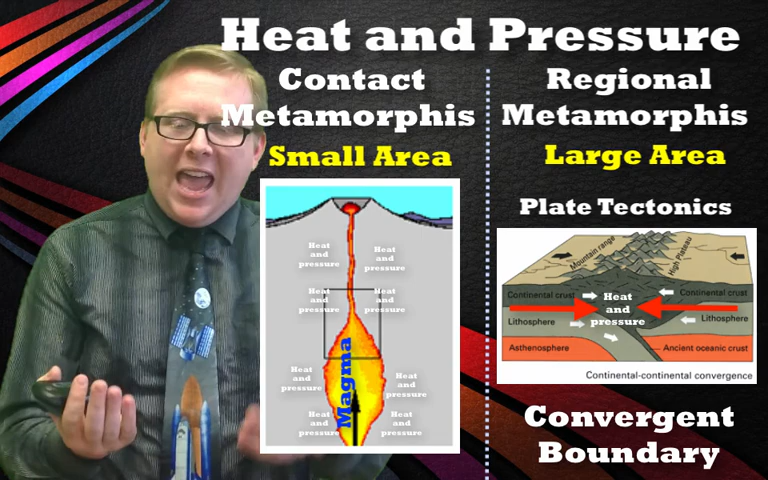 Heat and Pressure
Contact
Metamorphis
Small Area
Heat
and
pressure
Heat
and
pressure
Heat
and
pressure
Heat
and
pressure
Heat
and
pressure
Heat
and
pressure
Heat
and
pressure
Heat
and
pressure
Magma
Regional
Metamorphis
Large Area
Plate Tectonics
Mountain range
High Plateau
Continental crust
Continental crust
Heat
and
pressure
Lithosphere
Lithosphere
Asthenosphere
Ancient oceanic crust
Continental-continental convergence
Convergent
Boundary